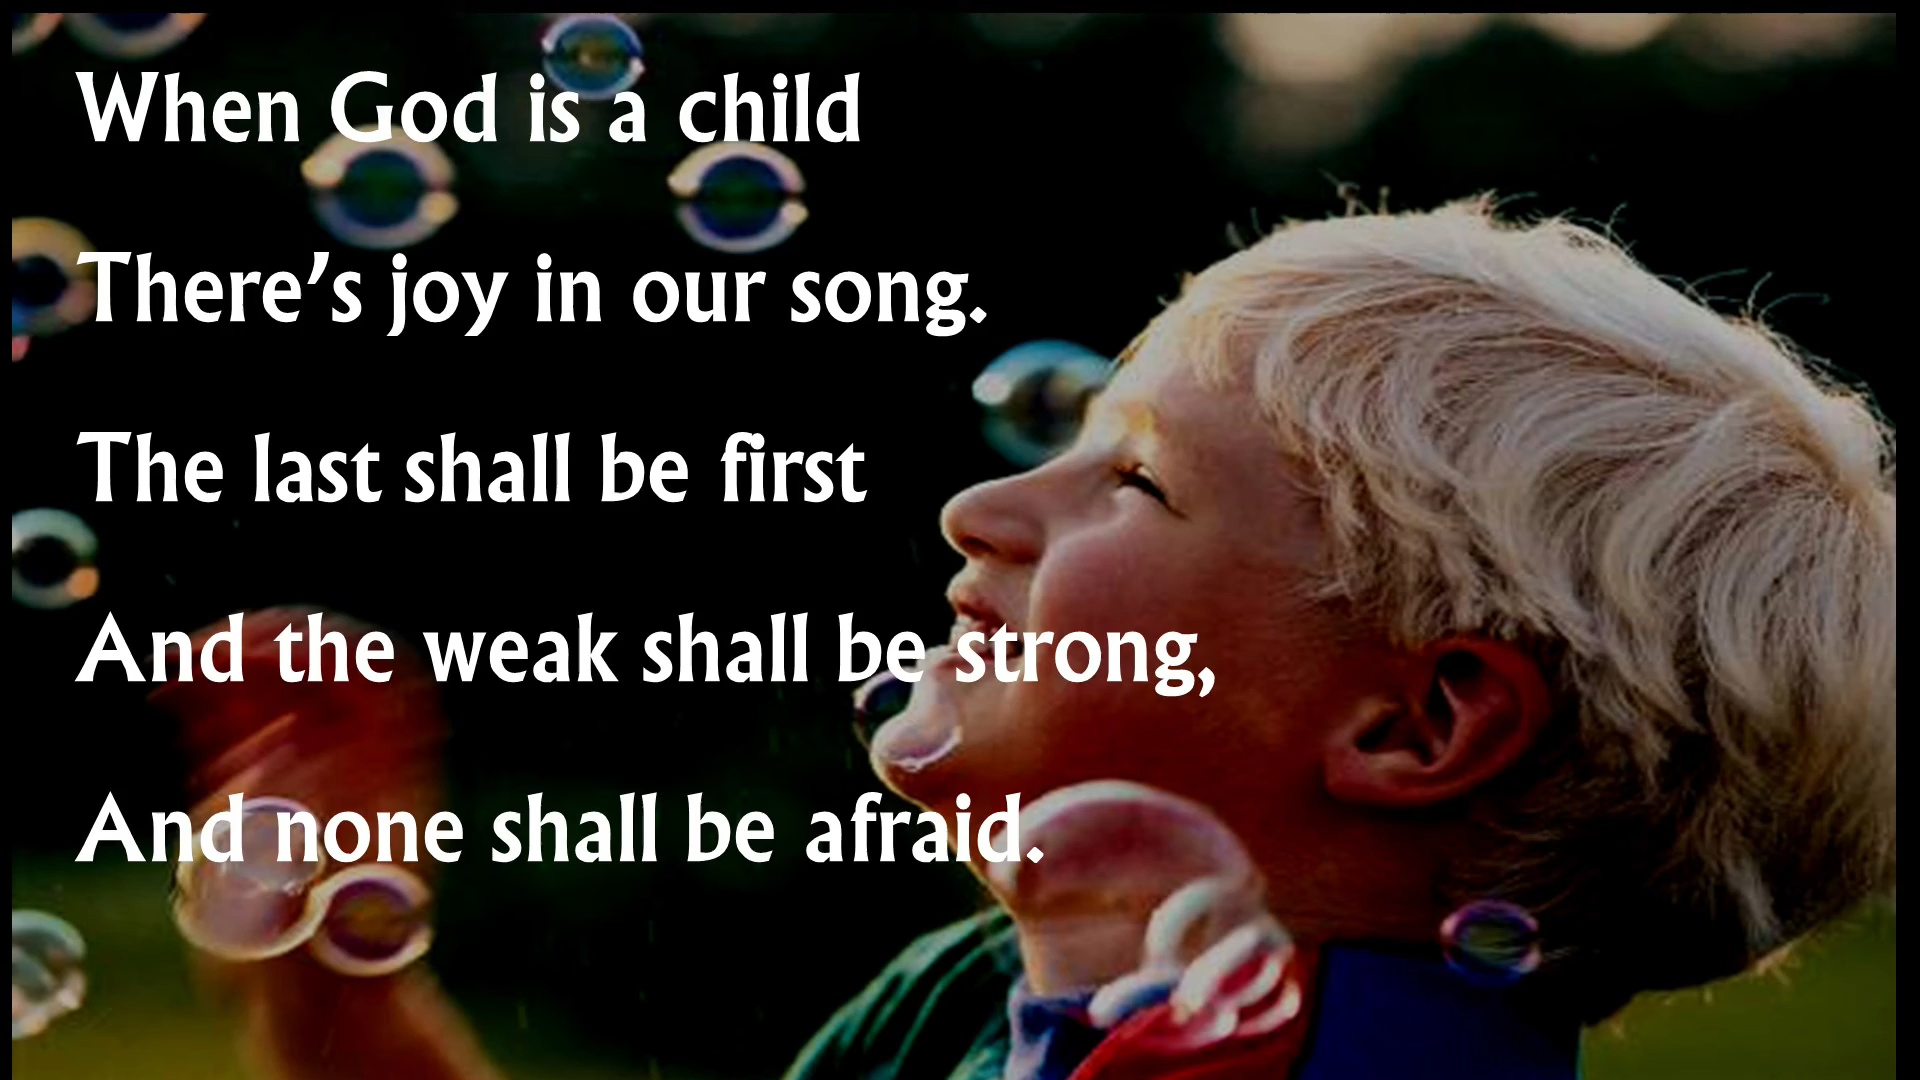 When God is a child
There’s joy in our song.
The last shall be first
And the weak shall be strong,
And none shall be afraid.